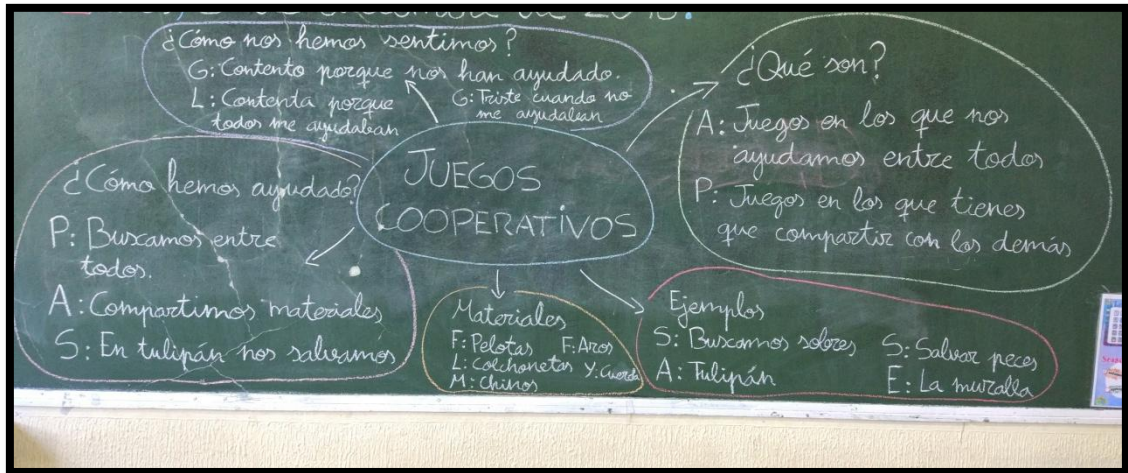 ¿Cómo nos hemos sentimos?
G: Contento porque nos han ayudado.
L: Contenta porque
todos me ayudaban
G: Triste cuando no
me ayudaban
¿Qué son?
A: Juegos en los que nos
ayudamos entre todos
P: Juegos en los que tienes
que compartir con los demás
JUEGOS
COOPERATIVOS
¿Cómo hemos ayudado?
P: Buscamos entre
todos.
A: Compartimos materiales
S: En tulipán nos salvamos
Materiales
F: Pelotas F: Aros
L: Colchonetas Y: Cuerda
M: Chinos
Ejemplos
S: Buscamos sobres
A: Tulipán
S: Salvar peces
E: La muralla